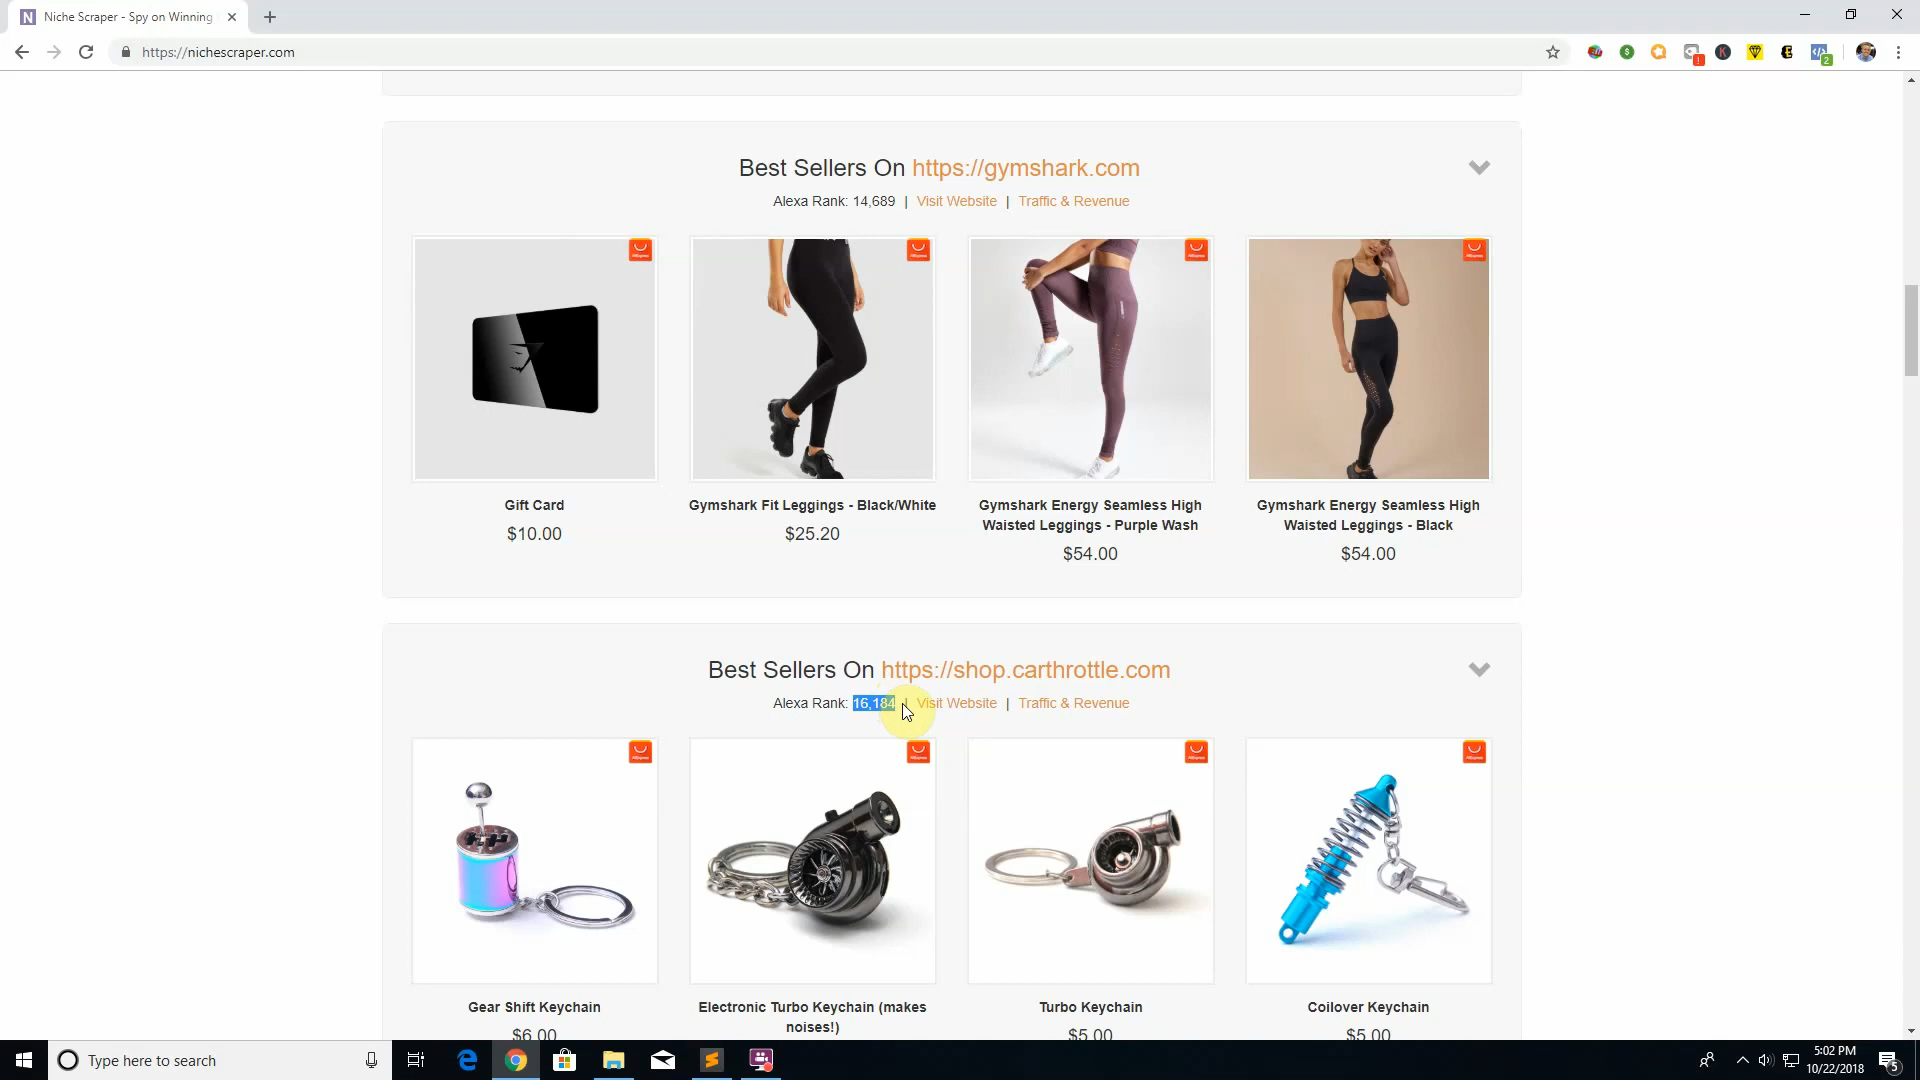 Niche Scraper - Spy on Winning
https://nichescraper.com
Best Sellers On https://gymshark.com
Alexa Rank: 14,689 | Visit Website | Traffic & Revenue
Gift Card
$10.00
Gymshark Fit Leggings - Black/White
$25.20
Gymshark Energy Seamless High
Waisted Leggings - Purple Wash
$54.00
Gymshark Energy Seamless High
Waisted Leggings - Black
$54.00
Best Sellers On https://shop.carthrottle.com
Alexa Rank: 16,184 | Visit Website | Traffic & Revenue
Gear Shift Keychain
$6.00
Electronic Turbo Keychain (makes
noises!)
Turbo Keychain
$5.00
Coilover Keychain
$5.00
Type here to search
5:02 PM
10/22/2018
5